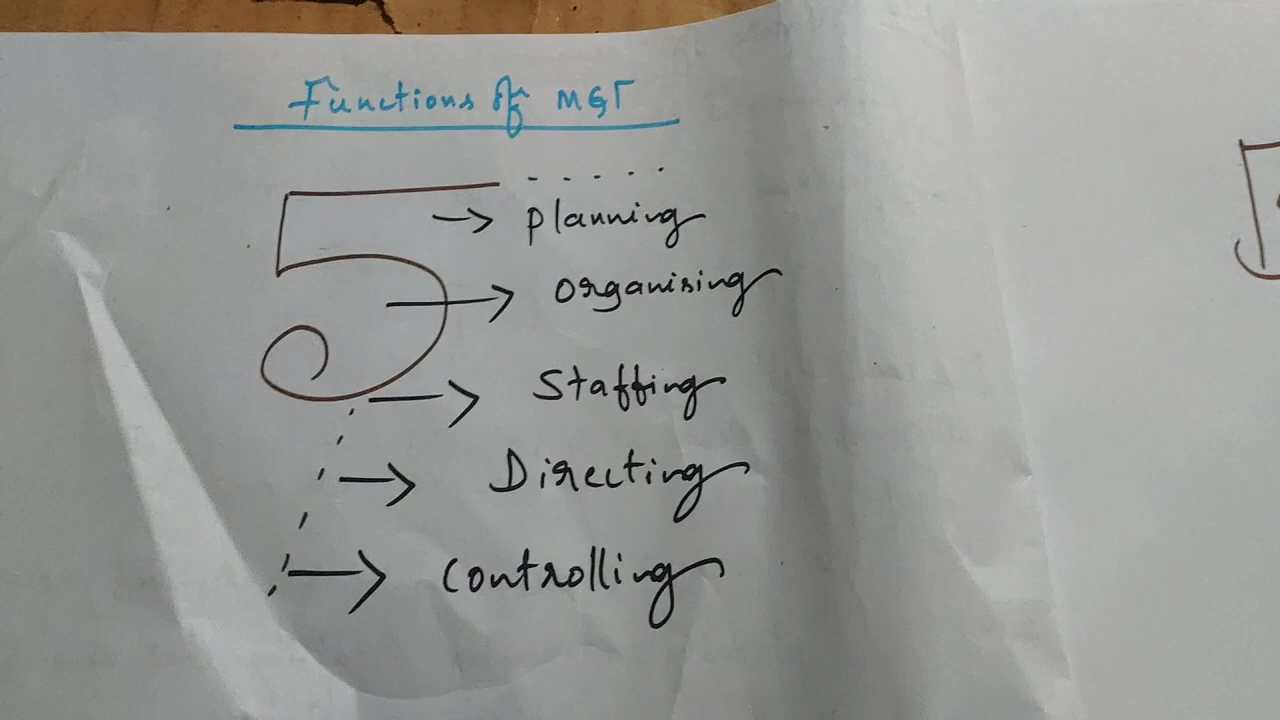 Functions of MGT
5
→ planning
→ organising
→ Staffing
→ Directing
→ controlling